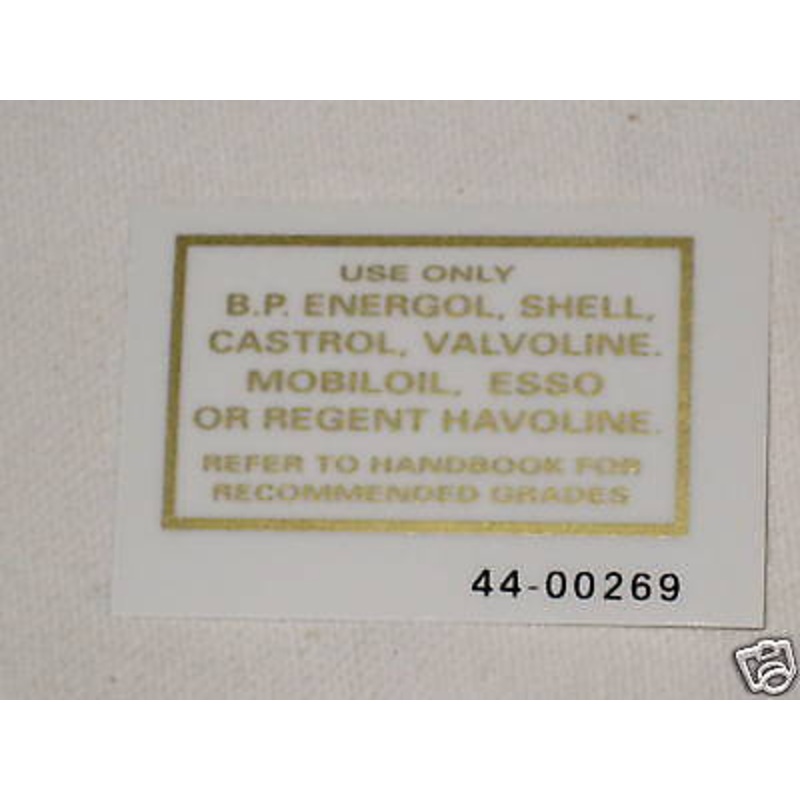 USE ONLY
B.P. ENERGOL, SHELL,
CASTROL, VALVOLINE.
MOBILOIL, ESSO
OR REGENT HAVOLINE.
REFER TO HANDBOOK FOR
RECOMMENDED GRADES
44-00269